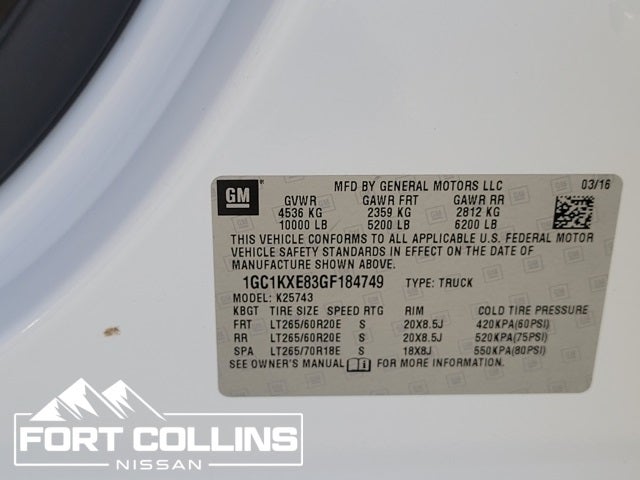 GM
MFD BY GENERAL MOTORS LLC 03/16
GVWR GAWR FRT GAWR RR
4536 KG 2359 KG 2812 KG
10000 LB 5200 LB 6200 LB
THIS VEHICLE CONFORMS TO ALL APPLICABLE U.S. FEDERAL MOTOR
VEHICLE SAFETY STANDARDS IN EFFECT ON THE DATE OF
MANUFACTURE SHOWN ABOVE.
1GC1KXE83GF184749 TYPE: TRUCK
MODEL: K25743
KBGT TIRE SIZE SPEED RTG RIM COLD TIRE PRESSURE
FRT LT265/60R20E S 20X8.5J 420KPA(60PSI)
RR LT265/60R20E S 20X8.5J 520KPA(75PSI)
SPA LT265/70R18E S 18X8J 550KPA(80PSI)
SEE OWNER'S MANUAL FOR MORE INFORMATION.
FORT COLLINS
NISSAN